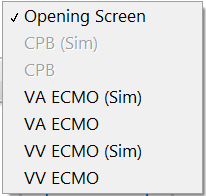 ✓ Opening Screen
CPB (Sim)
CPB
VA ECMO (Sim)
VA ECMO
VV ECMO (Sim)
VV ECMO